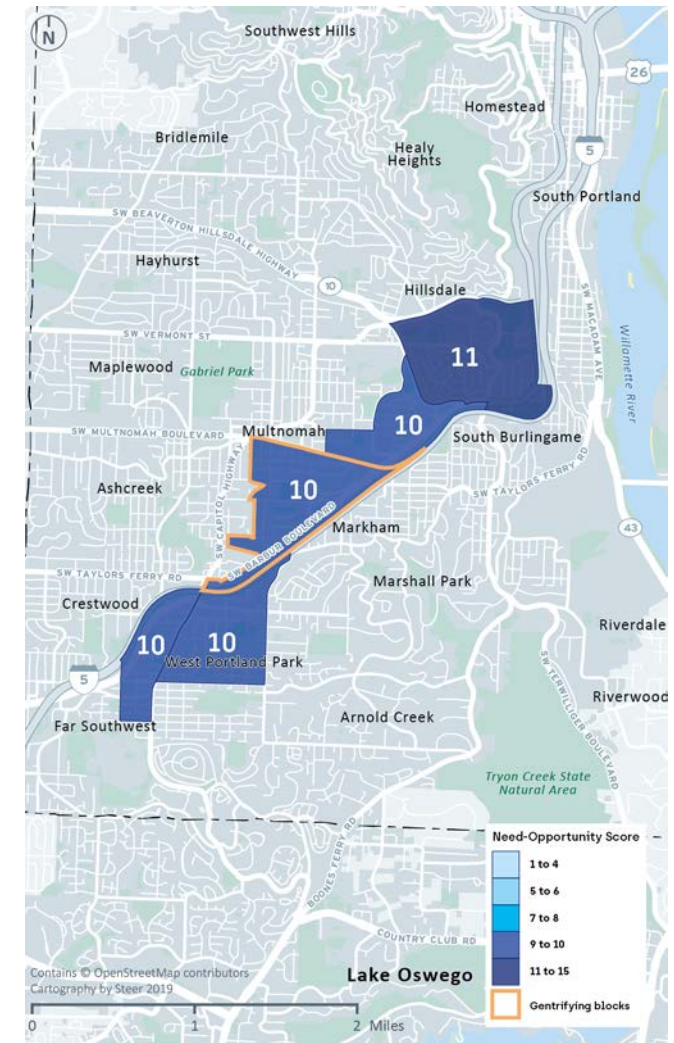 N
Southwest Hills
26
Homestead
Bridlemile
Healy
Heights
5
South Portland
SW BEAVERTON HILLSDALE HIGHWAY
Hayhurst
10
Hillsdale
SW MACADAM AVE
Willamette River
SW VERMONT ST
11
Maplewood
Gabriel Park
SW MULTNOMAH BOULEVARD
Multnomah
10
South Burlingame
SW CAPITOL HIGHWAY
Ashcreek
10
SW TAYLORS FERRY RD
43
SW BARBUR BOULEVARD
Markham
SW TAYLORS FERRY RD
Marshall Park
Crestwood
Riverdale
10
10
West Portland Park
5
SW TERWILLIGER BOULEVARD
Riverwood
Far Southwest
Arnold Creek
Tryon Creek State
Natural Area
Need-Opportunity Score
1 to 4
5 to 6
7 to 8
9 to 10
11 to 15
Gentrifying blocks
BOONES FERRY RD
COUNTRY CLUB RD
Lake Oswego
Contains © OpenStreetMap contributors
Cartography by Steer 2019
0 1 2 Miles